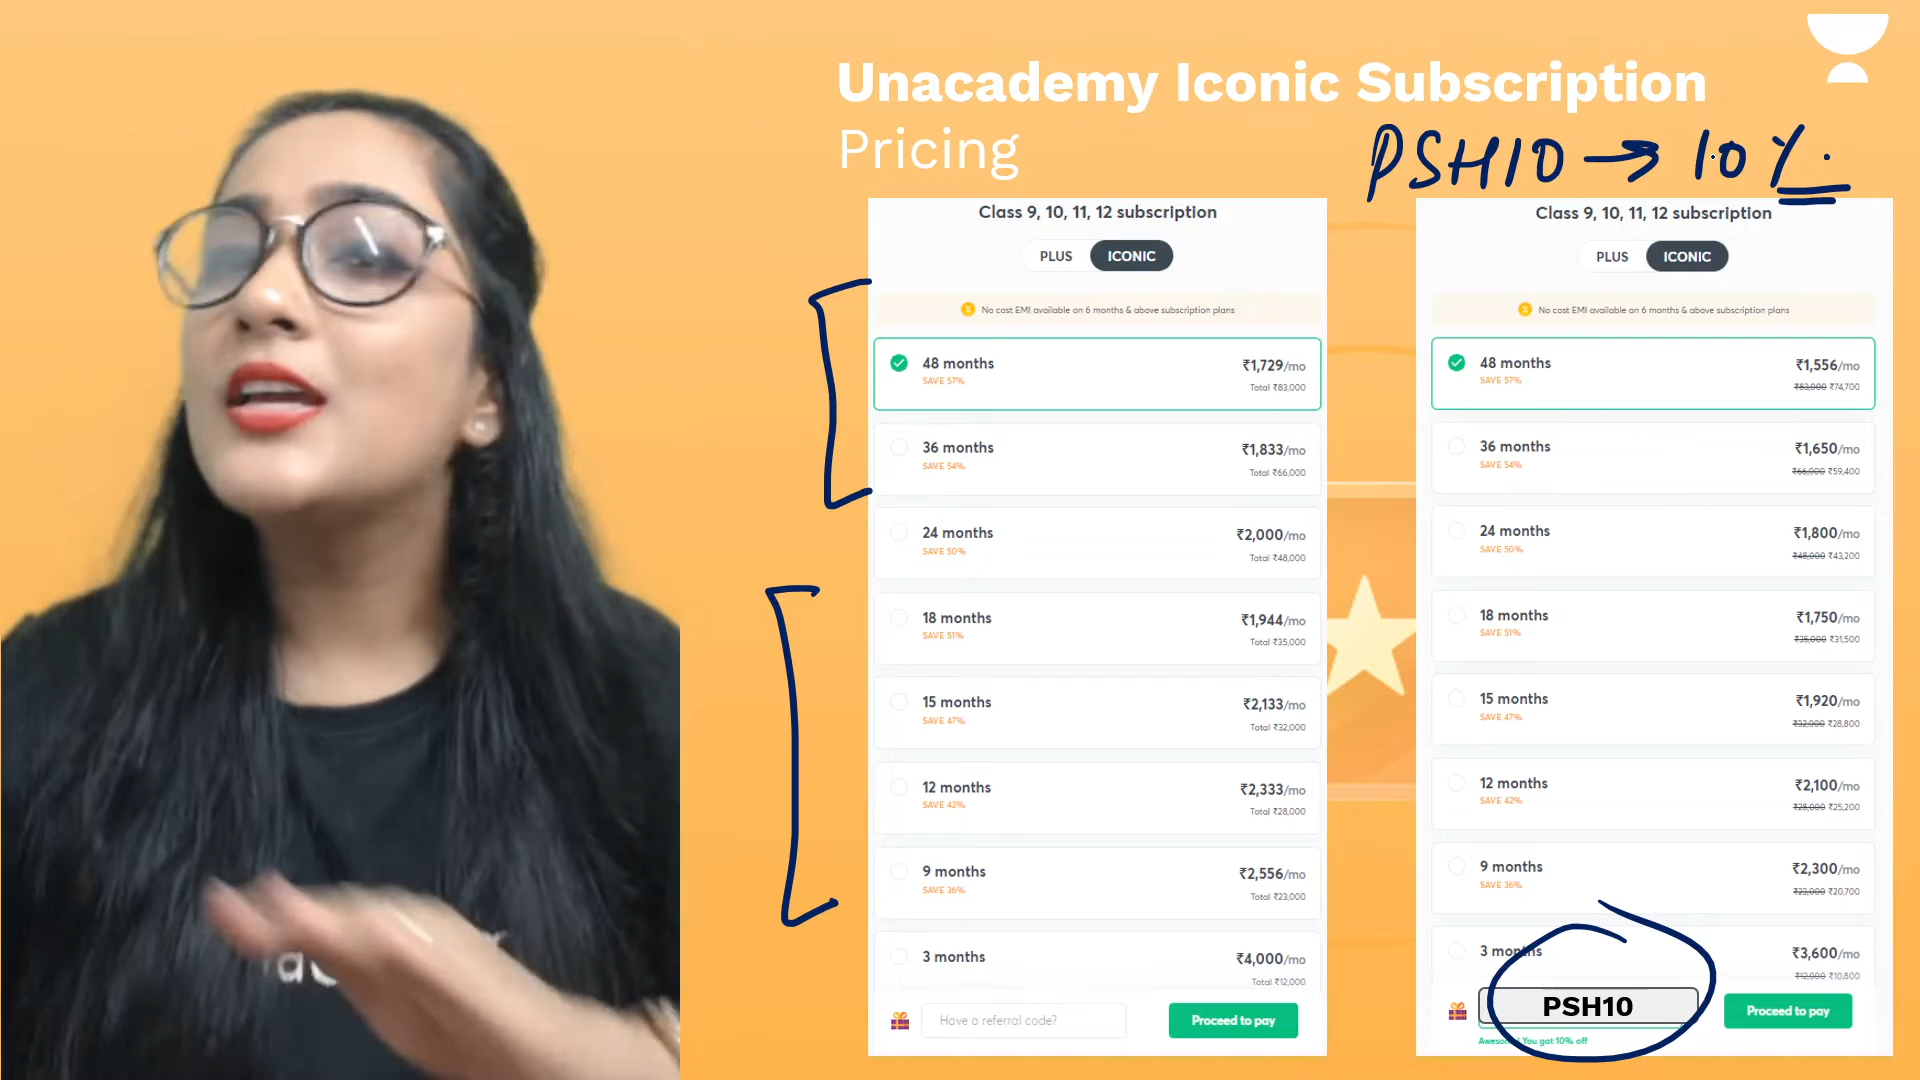 Unacademy Iconic Subscription
Pricing
PSH10 → 10%.
Class 9, 10, 11, 12 subscription
PLUS ICONIC
No cost EMI available on 6 months & above subscription plans
48 months ₹1,729/mo
SAVE 57% Total ₹83,000
36 months ₹1,833/mo
SAVE 54% Total ₹66,000
24 months ₹2,000/mo
SAVE 50% Total ₹48,000
18 months ₹1,944/mo
SAVE 51% Total ₹35,000
15 months ₹2,133/mo
SAVE 47% Total ₹32,000
12 months ₹2,333/mo
SAVE 42% Total ₹28,000
9 months ₹2,556/mo
SAVE 36% Total ₹23,000
3 months ₹4,000/mo
Total ₹12,000
Have a referral code? Proceed to pay
Class 9, 10, 11, 12 subscription
PLUS ICONIC
No cost EMI available on 6 months & above subscription plans
48 months ₹1,556/mo
SAVE 57% ₹83,000 ₹74,700
36 months ₹1,650/mo
SAVE 54% ₹66,000 ₹59,400
24 months ₹1,800/mo
SAVE 50% ₹48,000 ₹43,200
18 months ₹1,750/mo
SAVE 51% ₹35,000 ₹31,500
15 months ₹1,920/mo
SAVE 47% ₹32,000 ₹28,800
12 months ₹2,100/mo
SAVE 42% ₹28,000 ₹25,200
9 months ₹2,300/mo
SAVE 36% ₹23,000 ₹20,700
3 months ₹3,600/mo
₹12,000 ₹10,800
PSH10 Proceed to pay
Awesome! You got 10% off